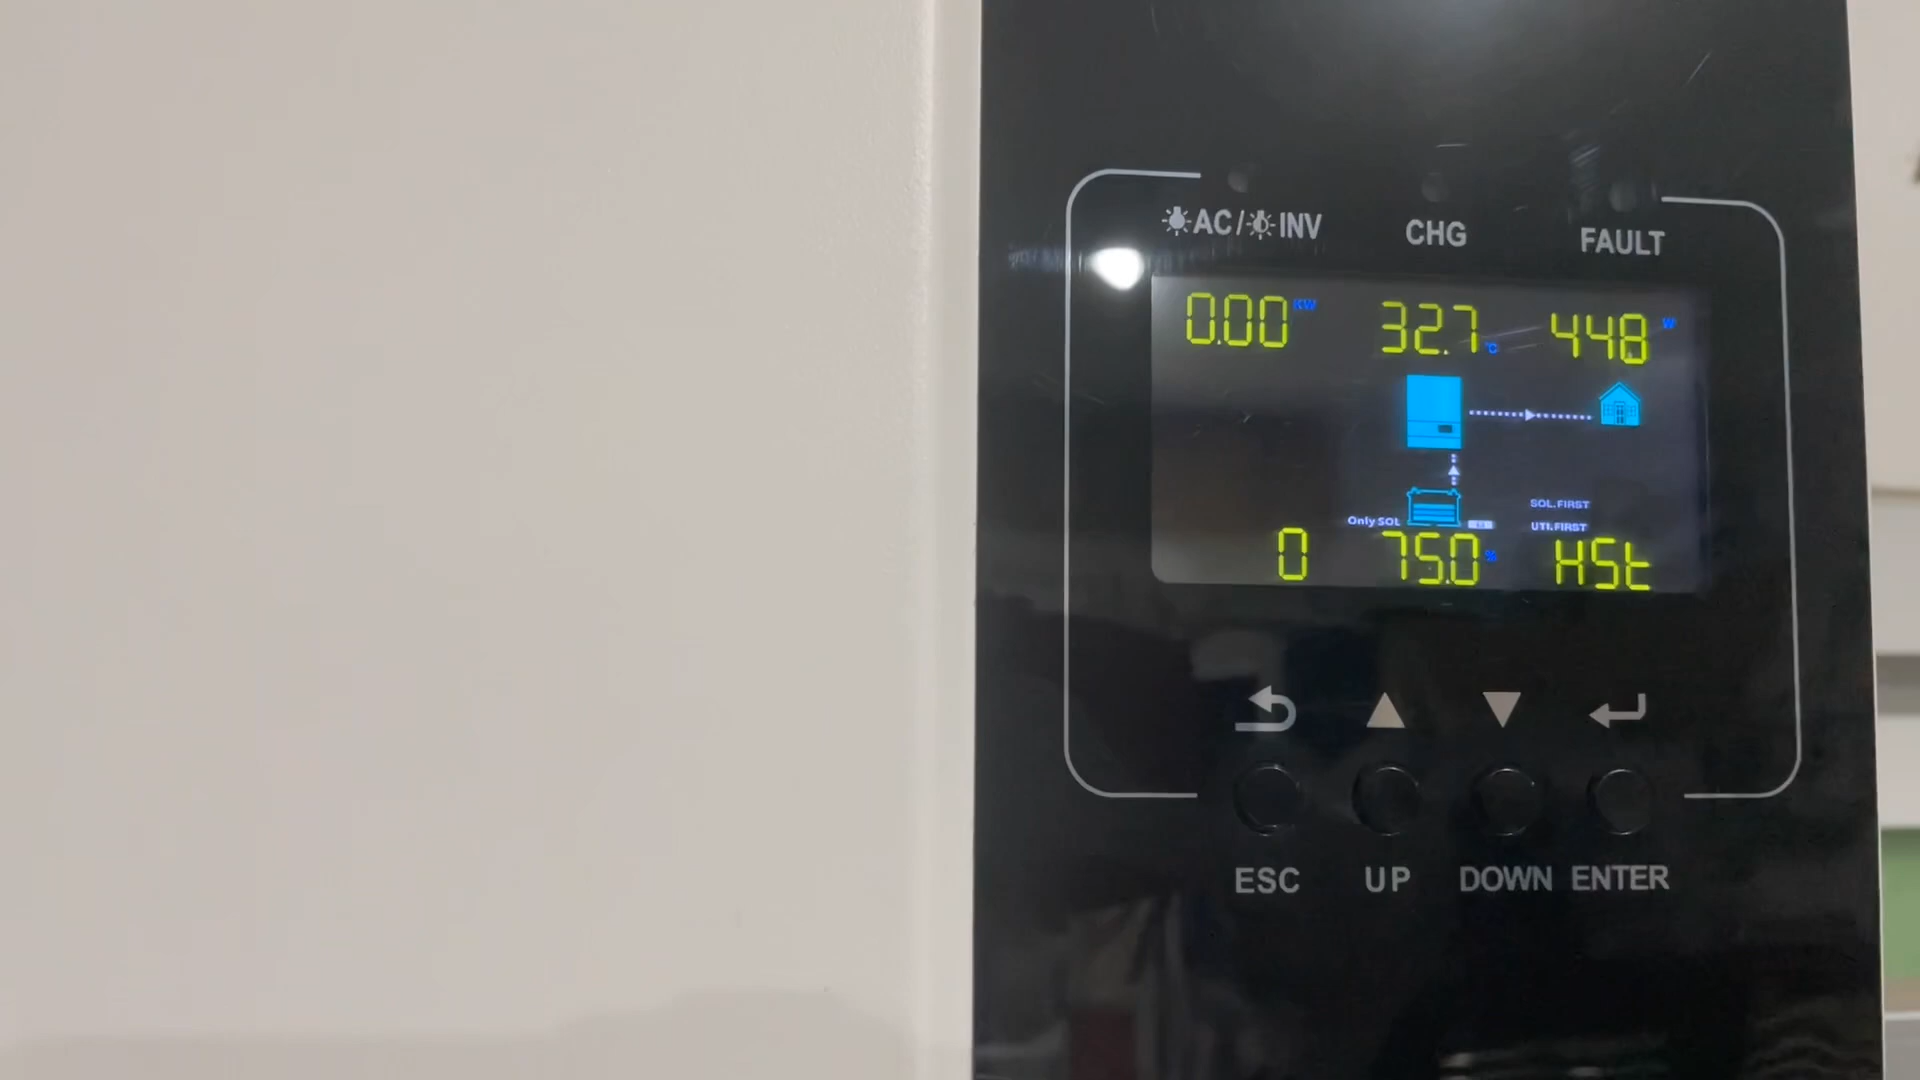 AC/INV CHG FAULT
0.00 KW 32.7 °C 448 W
SOL.FIRST
Only SOL UTI.FIRST
0 75.0 % HSt
ESC UP DOWN ENTER